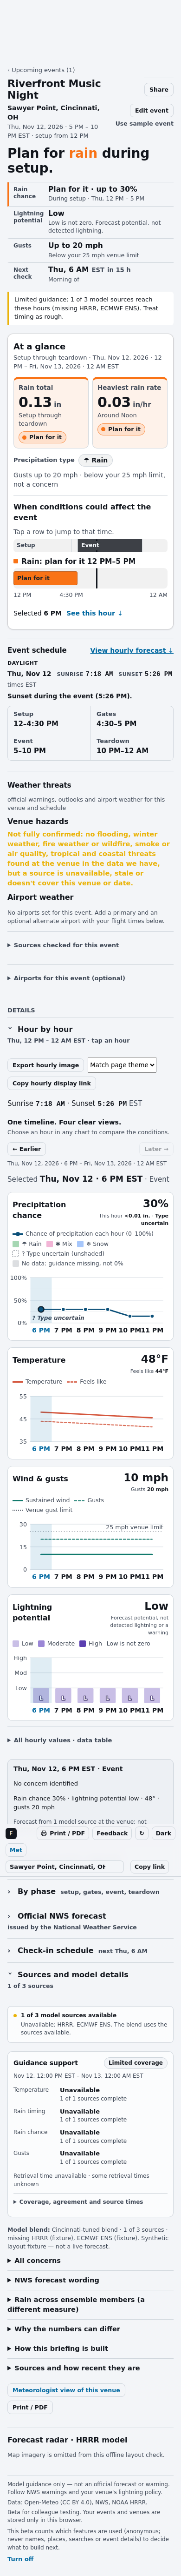 ‹ Upcoming events (1)
Riverfront Music
Night
Share
Sawyer Point, Cincinnati,
OH
Edit event
Thu, Nov 12, 2026 · 5 PM – 10
PM EST · setup from 12 PM
Use sample event
Plan for rain during
setup.
Rain
chance
Plan for it · up to 30%
During setup · Thu, 12 PM – 5 PM
Lightning
potential
Low
Low is not zero. Forecast potential, not
detected lightning.
Gusts
Up to 20 mph
Below your 25 mph venue limit
Next
check
Thu, 6 AM EST in 15 h
Morning of
Limited guidance: 1 of 3 model sources reach
these hours (missing HRRR, ECMWF ENS). Treat
timing as rough.
At a glance
Setup through teardown · Thu, Nov 12, 2026 · 12
PM – Fri, Nov 13, 2026 · 12 AM EST
Rain total
0.13 in
Setup through
teardown
Plan for it
Heaviest rain rate
0.03 in/hr
Around Noon
Plan for it
Precipitation type ☂ Rain
Gusts up to 20 mph · below your 25 mph limit,
not a concern
When conditions could affect the
event
Tap a row to jump to that time.
Setup
Event
Rain: plan for it 12 PM–5 PM
Plan for it
12 PM
4:30 PM
12 AM
Selected 6 PM See this hour ↓
Event schedule
View hourly forecast ↓
DAYLIGHT
Thu, Nov 12 SUNRISE 7:18 AM SUNSET 5:26 PM
times EST
Sunset during the event (5:26 PM).
Setup
12–4:30 PM
Gates
4:30–5 PM
Event
5–10 PM
Teardown
10 PM–12 AM
Weather threats
official warnings, outlooks and airport weather for this
venue and schedule
Venue hazards
Not fully confirmed: no flooding, winter
weather, fire weather or wildfire, smoke or
air quality, tropical and coastal threats
found at the venue in the data we have,
but a source is unavailable, stale or
doesn't cover this venue or date.
Airport weather
No airports set for this event. Add a primary and an
optional alternate airport with your flight times below.
▶ Sources checked for this event
▶ Airports for this event (optional)
DETAILS
Hour by hour
Thu, 12 PM – 12 AM EST · tap an hour
Export hourly image
Match page theme
Copy hourly display link
Sunrise 7:18 AM · Sunset 5:26 PM EST
One timeline. Four clear views.
Choose an hour in any chart to compare the conditions.
← Earlier
Later →
Thu, Nov 12, 2026 · 6 PM – Fri, Nov 13, 2026 · 12 AM EST
Selected Thu, Nov 12 · 6 PM EST · Event
Precipitation
chance
30%
This hour <0.01 in. Type
uncertain
Chance of precipitation each hour (0–100%)
☂ Rain ✱ Mix ❄ Snow
? Type uncertain (unshaded)
No data: guidance missing, not 0%
100%
50%
0%
? Type uncertain
6 PM 7 PM 8 PM 9 PM 10 PM 11 PM
Temperature
48°F
Feels like 44°F
Temperature Feels like
55
45
35
6 PM 7 PM 8 PM 9 PM 10 PM 11 PM
Wind & gusts
10 mph
Gusts 20 mph
Sustained wind Gusts
Venue gust limit
30
25 mph venue limit
15
0
6 PM 7 PM 8 PM 9 PM 10 PM 11 PM
Lightning
potential
Low
Forecast potential, not
detected lightning or a
warning
Low Moderate High Low is not zero
High
Mod
Low
L L L L L L
6 PM 7 PM 8 PM 9 PM 10 PM 11 PM
▶ All hourly values · data table
Thu, Nov 12, 6 PM EST · Event
No concern identified
Rain chance 30% · lightning potential low · 48° ·
gusts 20 mph
Forecast from 1 model source at the venue; not
F
Print / PDF
Feedback
↻
Dark
Met
Sawyer Point, Cincinnati, OH
Copy link
› By phase setup, gates, event, teardown
› Official NWS forecast
issued by the National Weather Service
› Check-in schedule next Thu, 6 AM
Sources and model details
1 of 3 sources
1 of 3 model sources available
Unavailable: HRRR, ECMWF ENS. The blend uses the
sources available.
Guidance support
Limited coverage
Nov 12, 12:00 PM EST – Nov 13, 12:00 AM EST
Temperature
Unavailable
1 of 1 sources complete
Rain timing
Unavailable
1 of 1 sources complete
Rain chance
Unavailable
1 of 1 sources complete
Gusts
Unavailable
1 of 1 sources complete
Retrieval time unavailable · some retrieval times
unknown
▶ Coverage, agreement and source times
Model blend: Cincinnati-tuned blend · 1 of 3 sources ·
missing HRRR (fixture), ECMWF ENS (fixture). Synthetic
layout fixture — not a live forecast.
▶ All concerns
▶ NWS forecast wording
▶ Rain across ensemble members (a
different measure)
▶ Why the numbers can differ
▶ How this briefing is built
▶ Sources and how recent they are
Meteorologist view of this venue
Print / PDF
Forecast radar · HRRR model
Map imagery is omitted from this offline layout check.
Model guidance only — not an official forecast or warning.
Follow NWS warnings and your venue's lightning policy.
Data: Open-Meteo (CC BY 4.0), NWS, NOAA HRRR.
Beta for colleague testing. Your events and venues are
stored only in this browser.
This beta counts which features are used (anonymous;
never names, places, searches or event details) to decide
what to build next.
Turn off